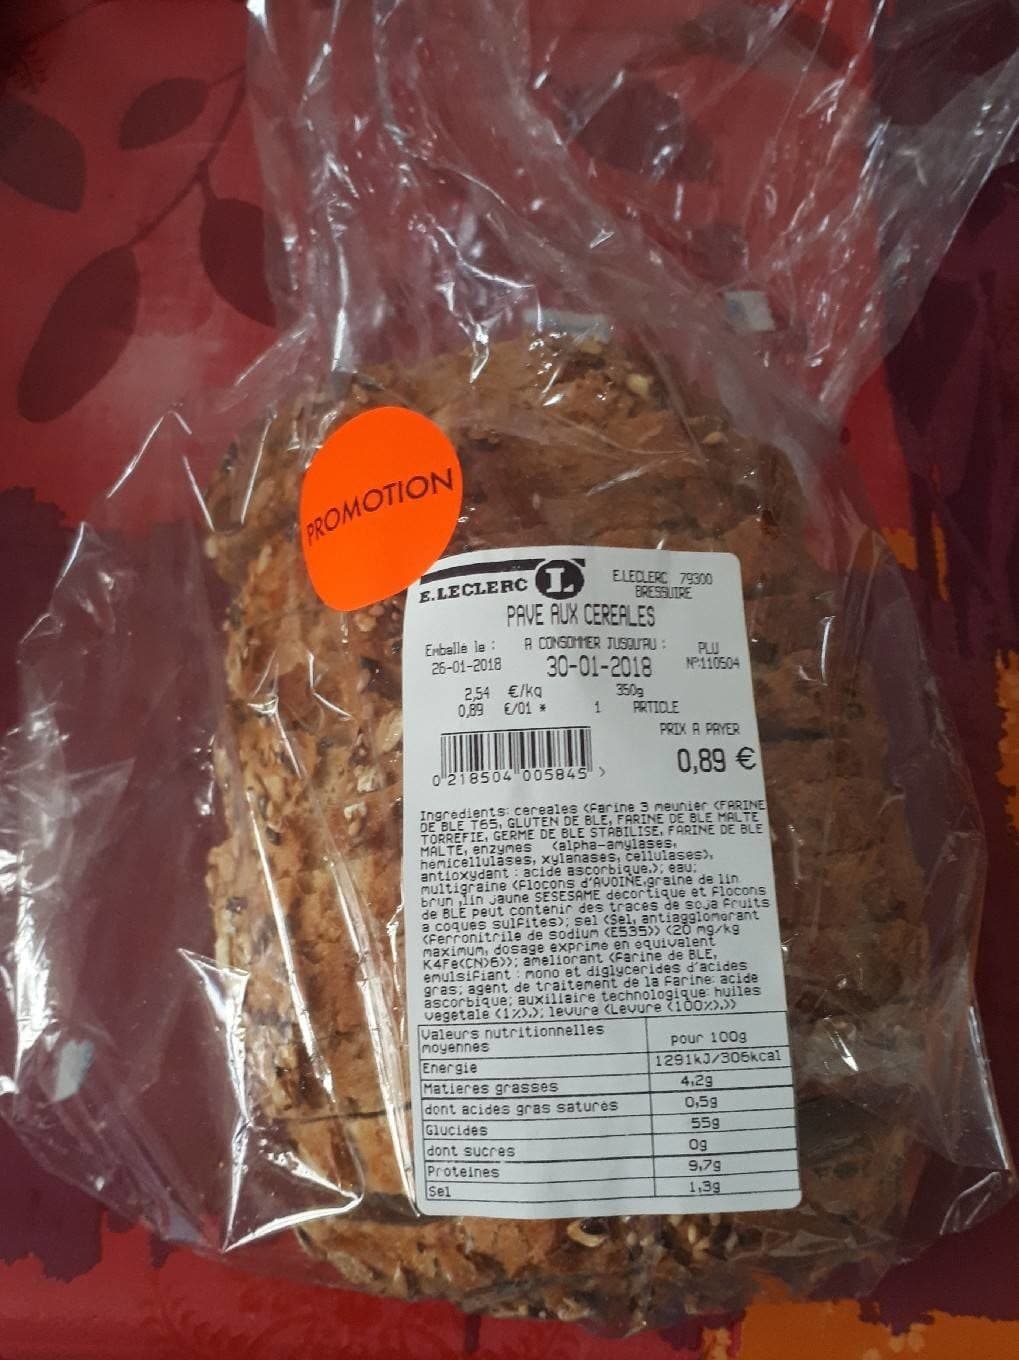 PROMOTION
E.LECLERC L
E.LECLERC 79300
BRESSUIRE
PAVE AUX CEREALES
Emballé le : A CONSOMMER JUSQU'AU : PLU
26-01-2018 30-01-2018 N°110504
2,54 €/kg 350g
0,89 €/01 * 1 ARTICLE
PRIX A PAYER
0,89 €
0 218504 005845 >
Ingredients: cereales <farine 3 meunier <FARINE
DE BLE T65, GLUTEN DE BLE, FARINE DE BLE MALTE
TORREFIE, GERME DE BLE STABILISE, FARINE DE BLE
MALTE, enzymes <alpha-amylases,
hemicellulases, xylanases, cellulases>,
antioxydant : acide ascorbique,>; eau;
multigraine <flocons d'AVOINE,graine de lin
brun ,lin jaune SESESAME decortique et flocons
de BLE peut contenir des traces de soja fruits
a coques sulfites>; sel <Sel, antiagglomerant
<ferronitrile de sodium <E535>> <20 mg/kg
maximum, dosage exprime en equivalent
K4Fe<CN>6>>; ameliorant <farine de BLE,
emulsifiant : mono et diglycerides d'acides
gras; agent de traitement de la farine: acide
ascorbique; auxiliaire technologique: huiles
vegetale <1%>,>; levure <Levure <100%>,>>
Valeurs nutritionnelles
moyennes pour 100g
Energie 1291kJ/306kcal
Matieres grasses 4,2g
dont acides gras saturés 0,5g
Glucides 55g
dont sucres 0g
Proteines 9,7g
Sel 1,3g